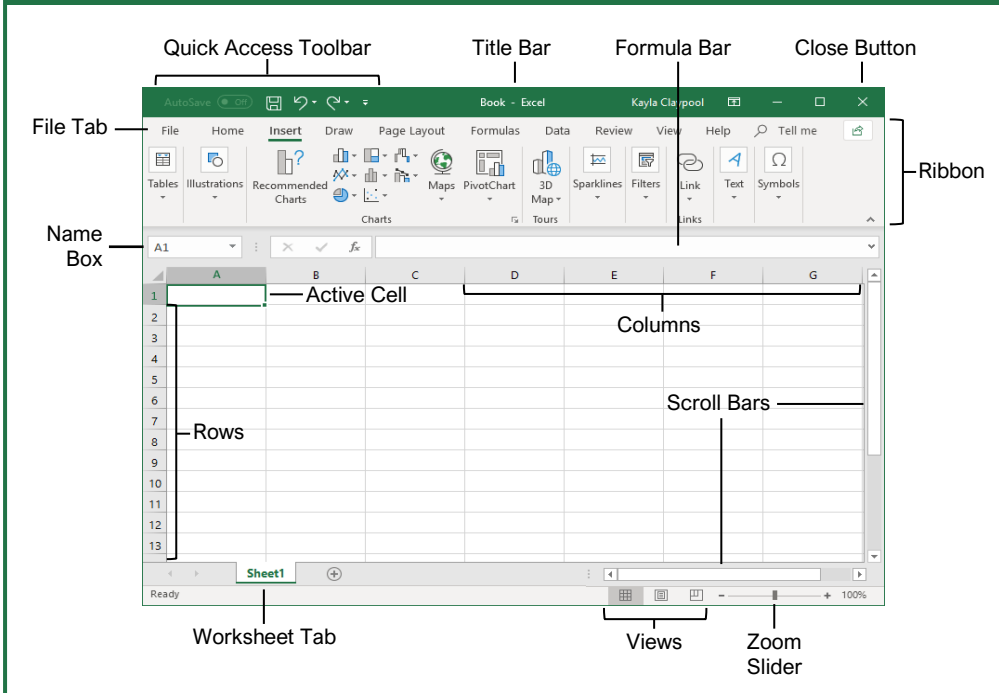 Quick Access Toolbar Title Bar Formula Bar Close Button
AutoSave Off Book - Excel Kayla Claypool
File Tab
File Home Insert Draw Page Layout Formulas Data Review View Help Tell me
Ribbon
Tables Illustrations Recommended Charts Maps PivotChart 3D Map Sparklines Filters Link Text Symbols
Charts Tours Links
Name Box
A1 fx
A B C D E F G
1 Active Cell
2 Columns
3
4
5
6 Scroll Bars
7
Rows
8
9
10
11
12
13
Sheet1
Ready 100%
Worksheet Tab Views Zoom
Slider